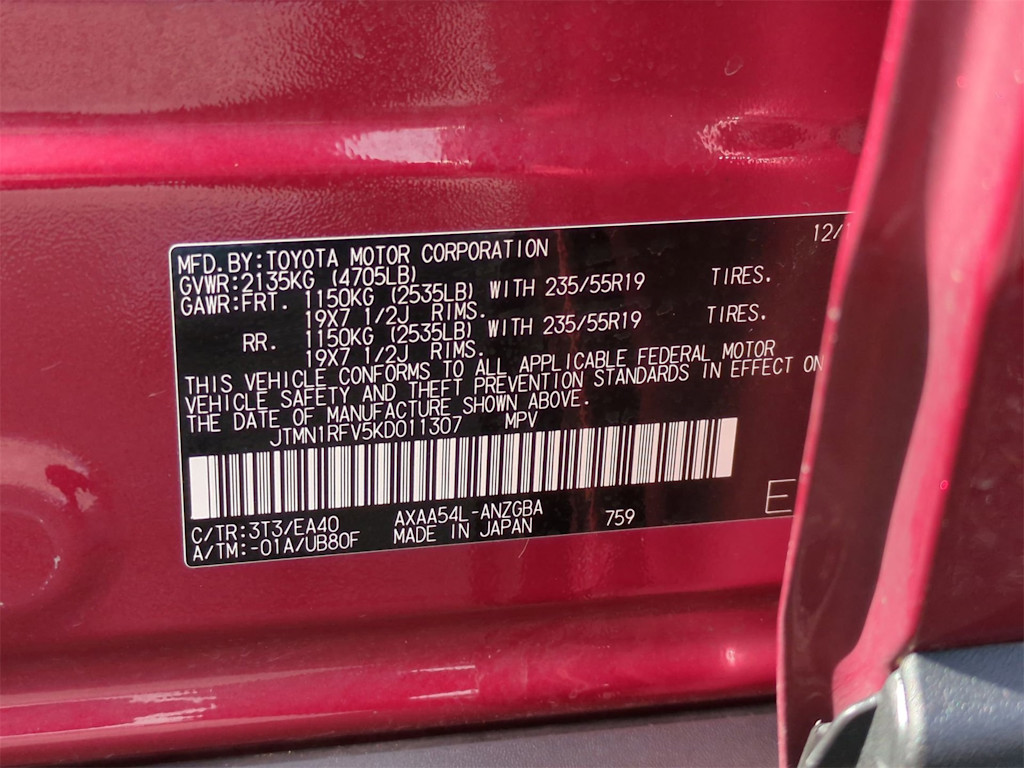 12/
MFD.BY:TOYOTA MOTOR CORPORATION
GVWR:2135KG (4705LB)
GAWR:FRT. 1150KG (2535LB) WITH 235/55R19 TIRES.
19X7 1/2J RIMS.
RR. 1150KG (2535LB) WITH 235/55R19 TIRES.
19X7 1/2J RIMS.
THIS VEHICLE CONFORMS TO ALL APPLICABLE FEDERAL MOTOR
VEHICLE SAFETY AND THEFT PREVENTION STANDARDS IN EFFECT ON
THE DATE OF MANUFACTURE SHOWN ABOVE.
JTMN1RFV5KD011307 MPV
C/TR:3T3/EA40 AXAA54L-ANZGBA 759 E
A/TM:-01A/UB80F MADE IN JAPAN